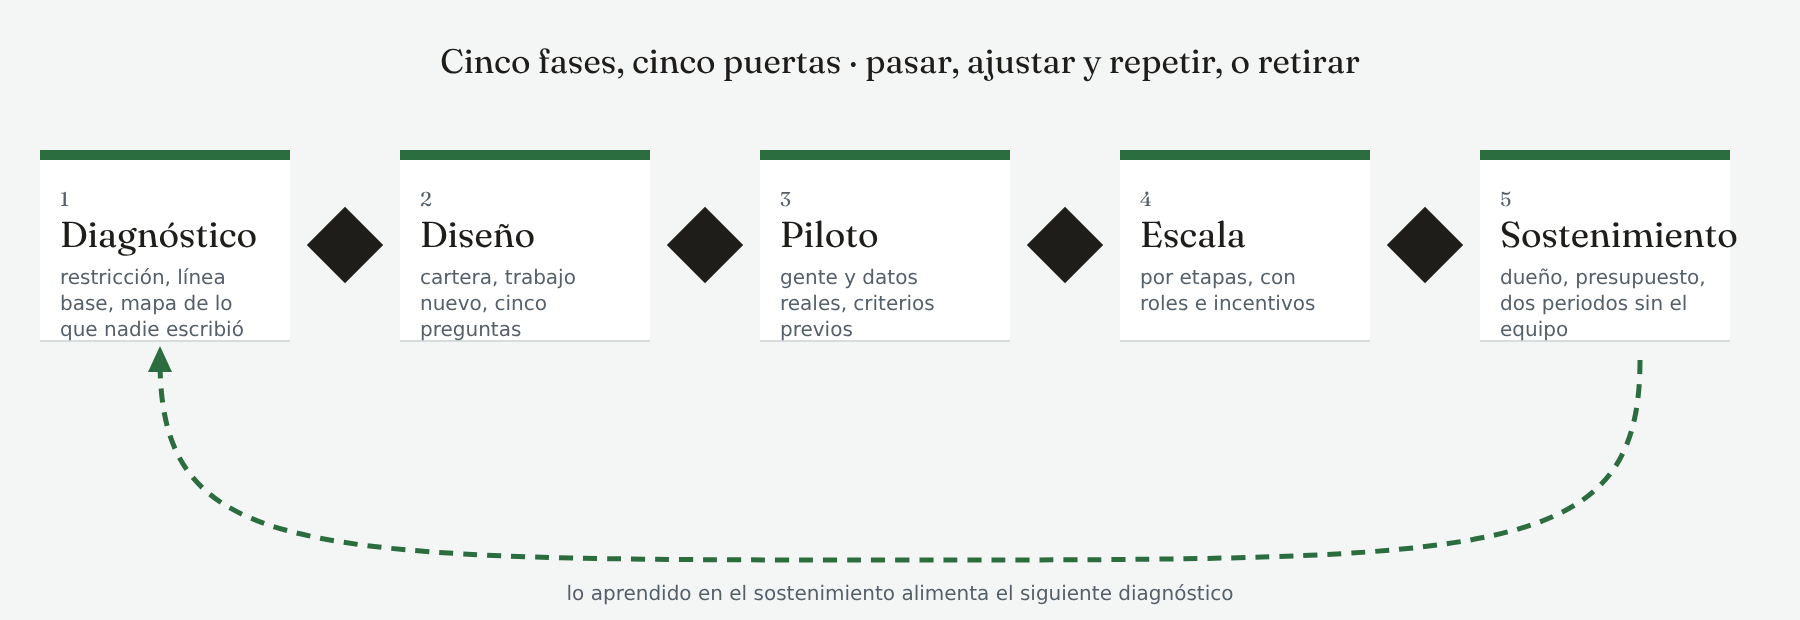 Cinco fases, cinco puertas · pasar, ajustar y repetir, o retirar
1
Diagnóstico
restricción, línea
base, mapa de lo
que nadie escribió
2
Diseño
cartera, trabajo
nuevo, cinco
preguntas
3
Piloto
gente y datos
reales, criterios
previos
4
Escala
por etapas, con
roles e incentivos
5
Sostenimiento
dueño, presupuesto,
dos periodos sin el
equipo
lo aprendido en el sostenimiento alimenta el siguiente diagnóstico